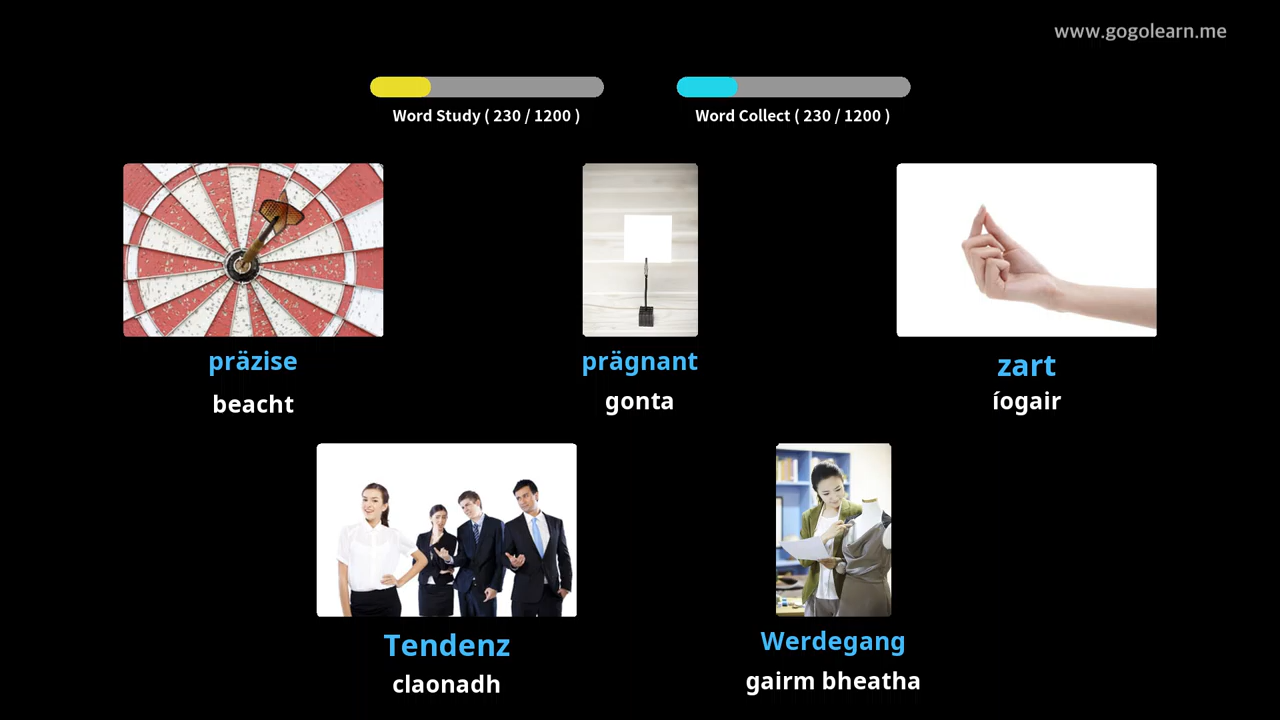 www.gogolearn.me
Word Study ( 230 / 1200 )
Word Collect ( 230 / 1200 )
präzise
beacht
prägnant
gonta
zart
íogair
Tendenz
claonadh
Werdegang
gairm bheatha